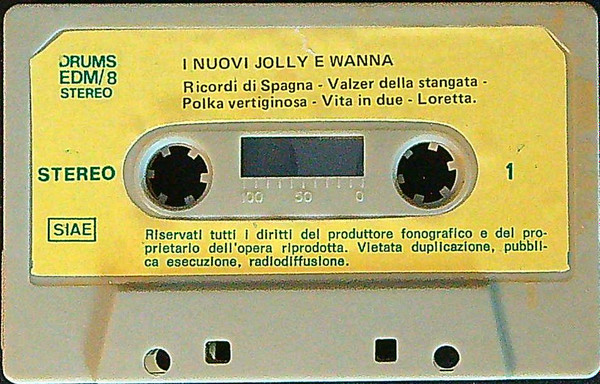 DRUMS
EDM/8
STEREO
I NUOVI JOLLY E WANNA
Ricordi di Spagna - Valzer della stangata -
Polka vertiginosa - Vita in due - Loretta.
STEREO
100 50 0
1
SIAE
Riservati tutti i diritti del produttore fonografico e del pro-
prietario dell'opera riprodotta. Vietata duplicazione, pubbli-
ca esecuzione, radiodiffusione.